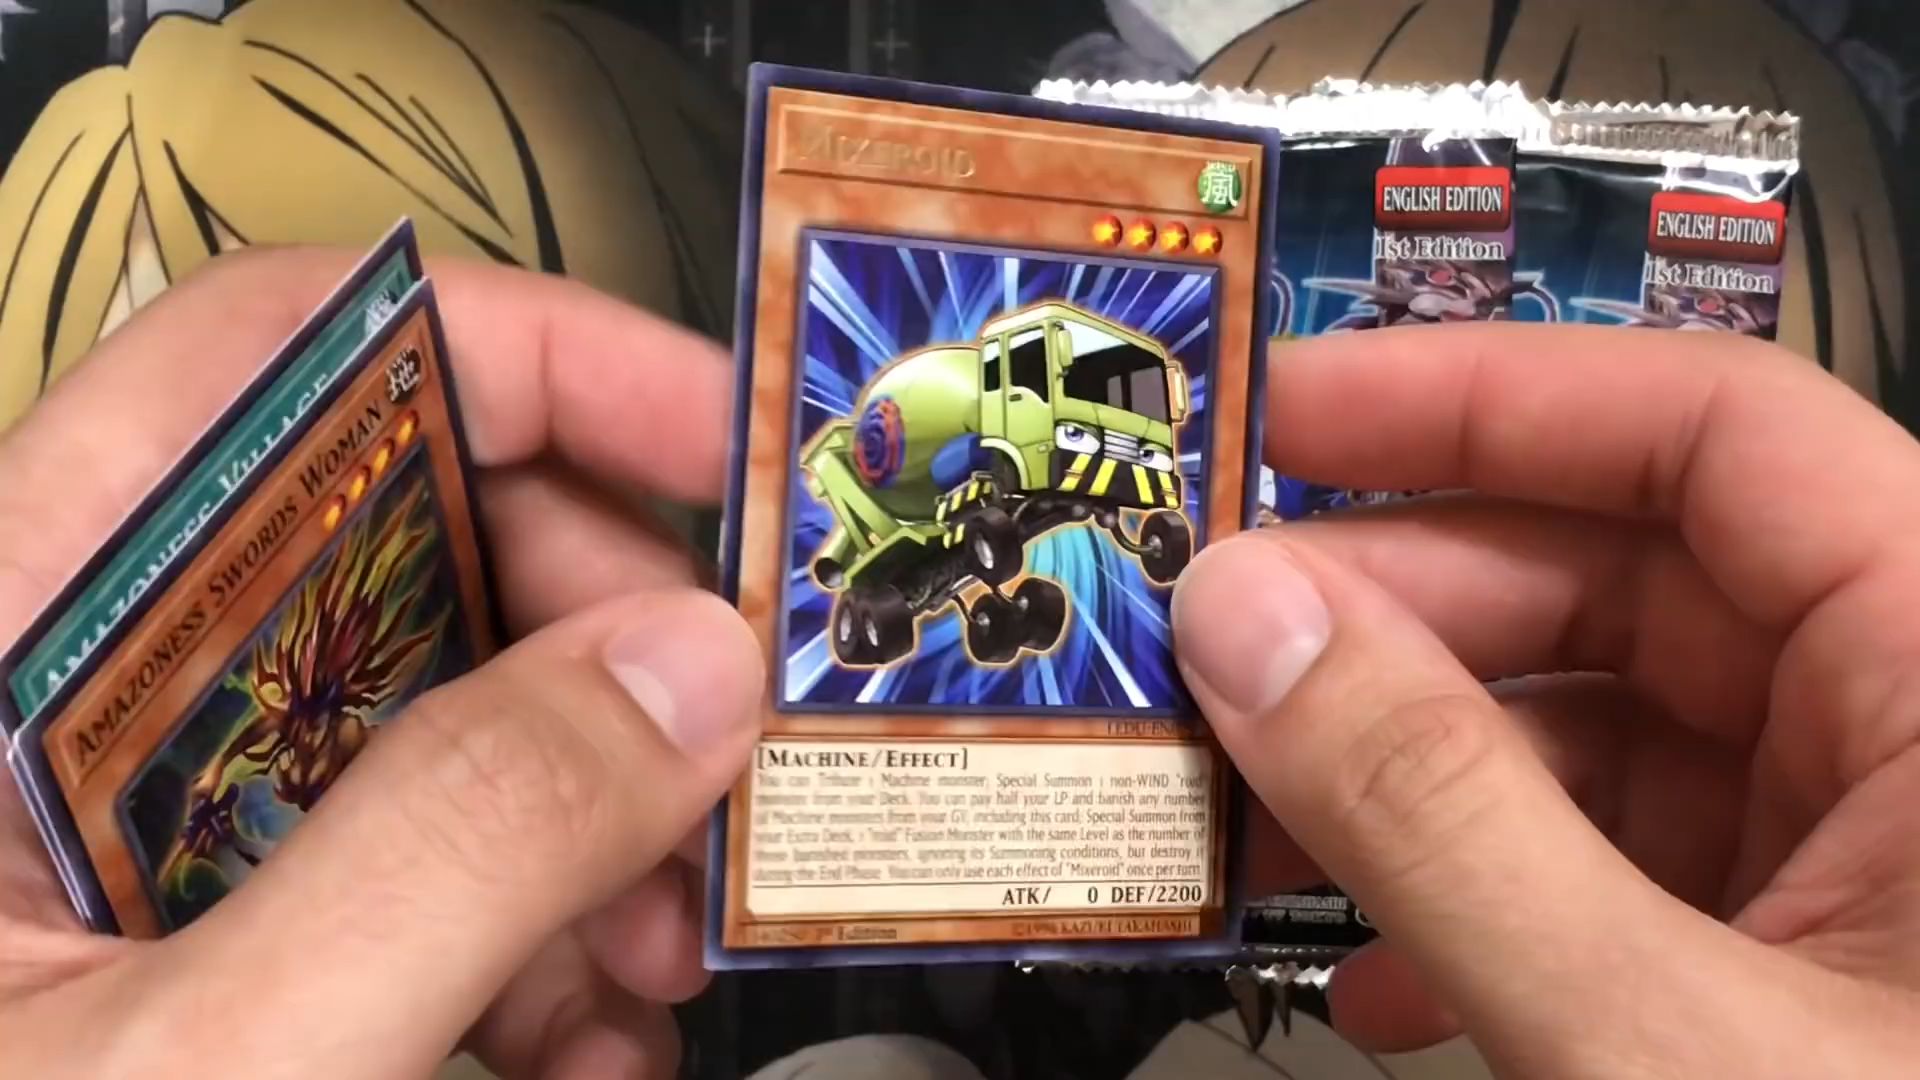 MIXEROID
ENGLISH EDITION
1st Edition
ENGLISH EDITION
1st Edition
AMAZONESS VILLAGE
AMAZONESS SWORDS WOMAN
[MACHINE/EFFECT]
You can Tribute 1 Machine monster; Special Summon 1 non-WIND "roid"
monster from your Deck. You can pay half your LP and banish any number
of Machine monsters from your GY, including this card; Special Summon from
your Extra Deck, 1 "roid" Fusion Monster with the same Level as the number of
those banished monsters, ignoring its Summoning conditions, but destroy it
during the End Phase. You can only use each effect of "Mixeroid" once per turn.
ATK/ 0 DEF/2200
1st Edition
©1996 KAZUKI TAKAHASHI